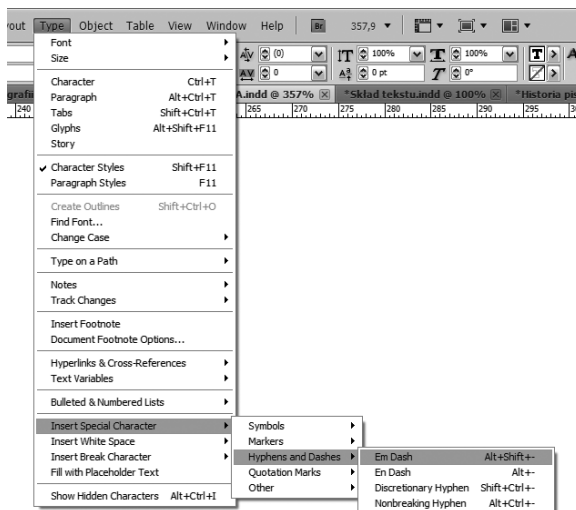 yout Type Object Table View Window Help Br 357,9
Font
Size
(0) 100% 100%
Character Ctrl+T
0 0 pt 0°
Paragraph Alt+Ctrl+T
grafii A.indd @ 357% *Skład tekstu.indd @ 100% *Historia pis
Tabs Shift+Ctrl+T
240 265 270 275 280 285 290 295
Glyphs Alt+Shift+F11
Story
Character Styles Shift+F11
Paragraph Styles F11
Create Outlines Shift+Ctrl+O
Find Font...
Change Case
Type on a Path
Notes
Track Changes
Insert Footnote
Document Footnote Options...
Hyperlinks & Cross-References
Text Variables
Bulleted & Numbered Lists
Insert Special Character
Insert White Space
Insert Break Character
Fill with Placeholder Text
Show Hidden Characters Alt+Ctrl+I
Symbols
Markers
Hyphens and Dashes
Quotation Marks
Other
Em Dash Alt+Shift+-
En Dash Alt+-
Discretionary Hyphen Shift+Ctrl+-
Nonbreaking Hyphen Alt+Ctrl+-